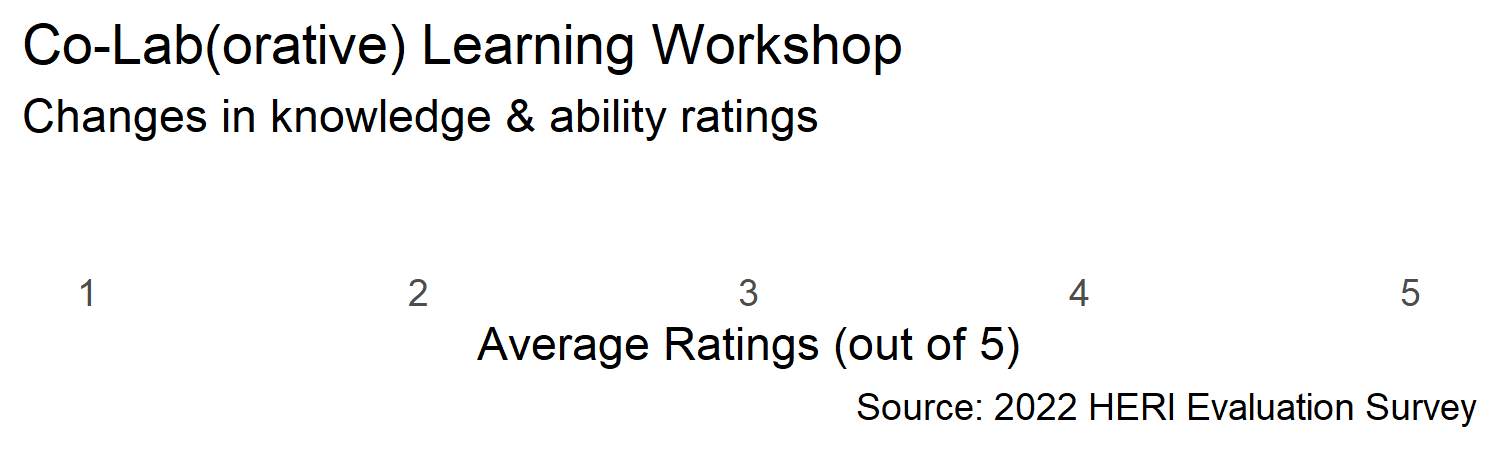 Co-Lab(orative) Learning Workshop
Changes in knowledge & ability ratings
1 2 3 4 5
Average Ratings (out of 5)
Source: 2022 HERI Evaluation Survey